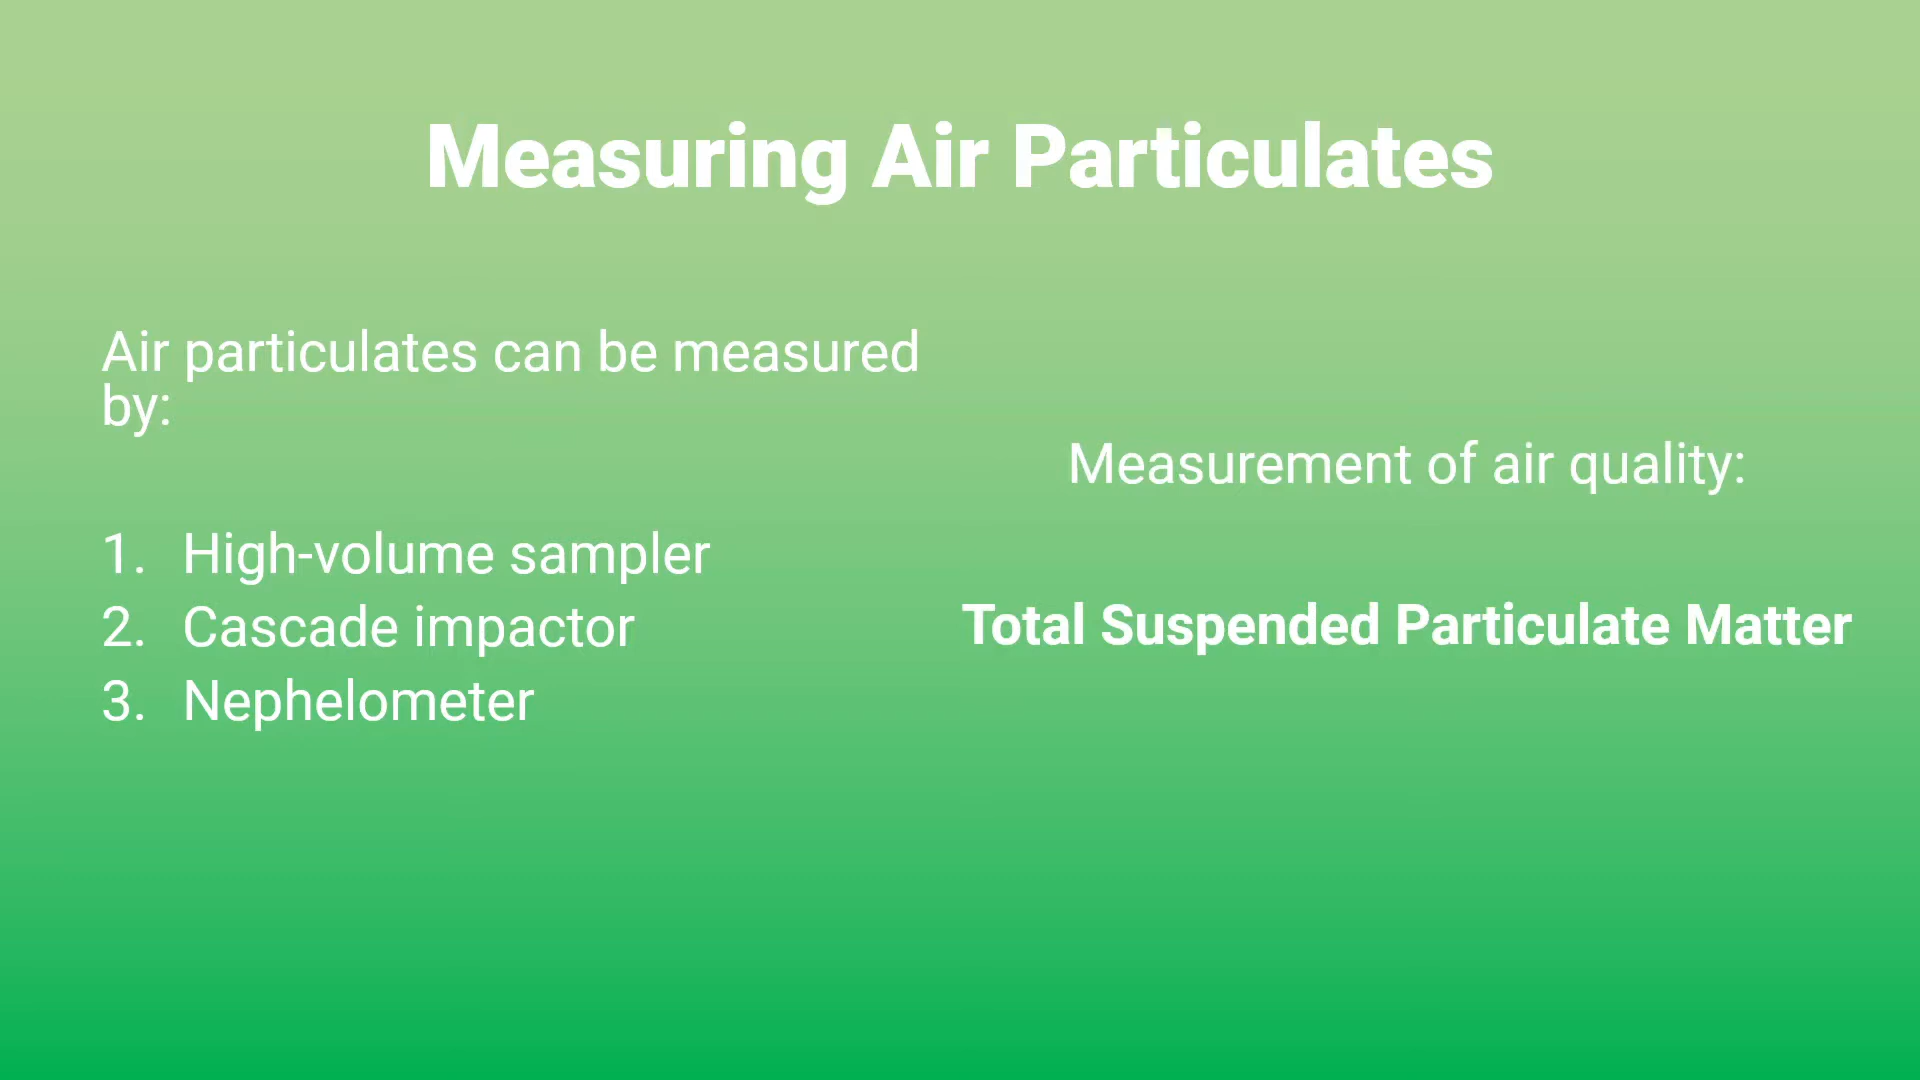 Measuring Air Particulates
Air particulates can be measured
by:
1. High-volume sampler
2. Cascade impactor
3. Nephelometer
Measurement of air quality:
Total Suspended Particulate Matter